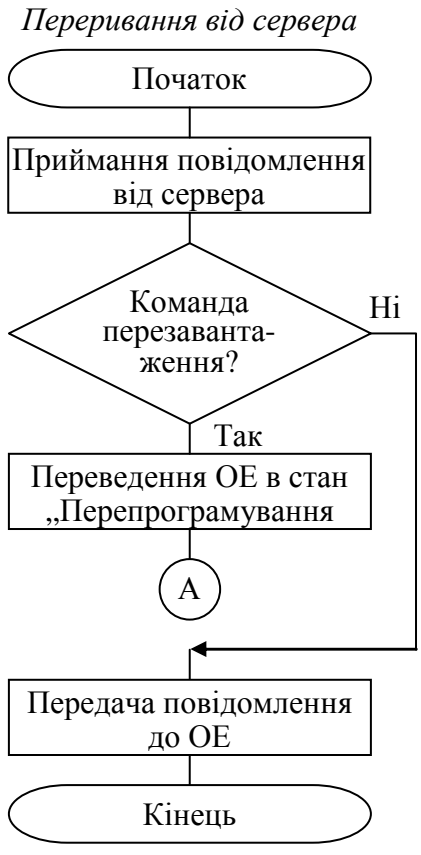 Переривання від сервера
Початок
Приймання повідомлення
від сервера
Команда
перезаванта-
ження?
Ні
Так
Переведення ОЕ в стан
„Перепрограмування
А
Передача повідомлення
до ОЕ
Кінець